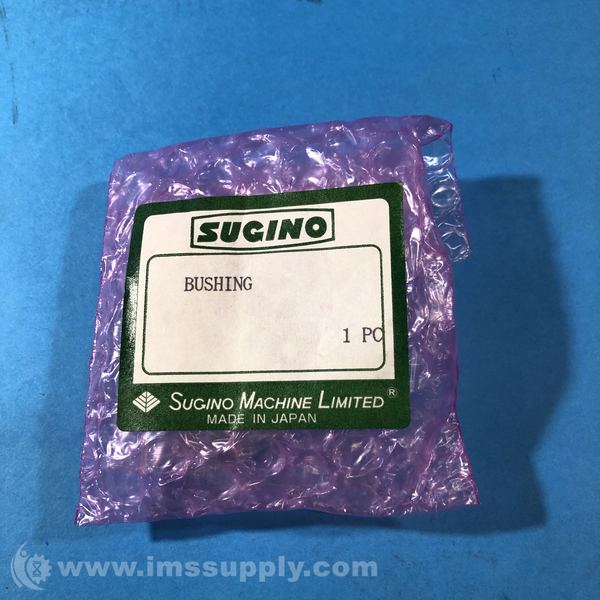 SUGINO
BUSHING
1 PC
SUGINO MACHINE LIMITED®
MADE IN JAPAN
www.imssupply.com